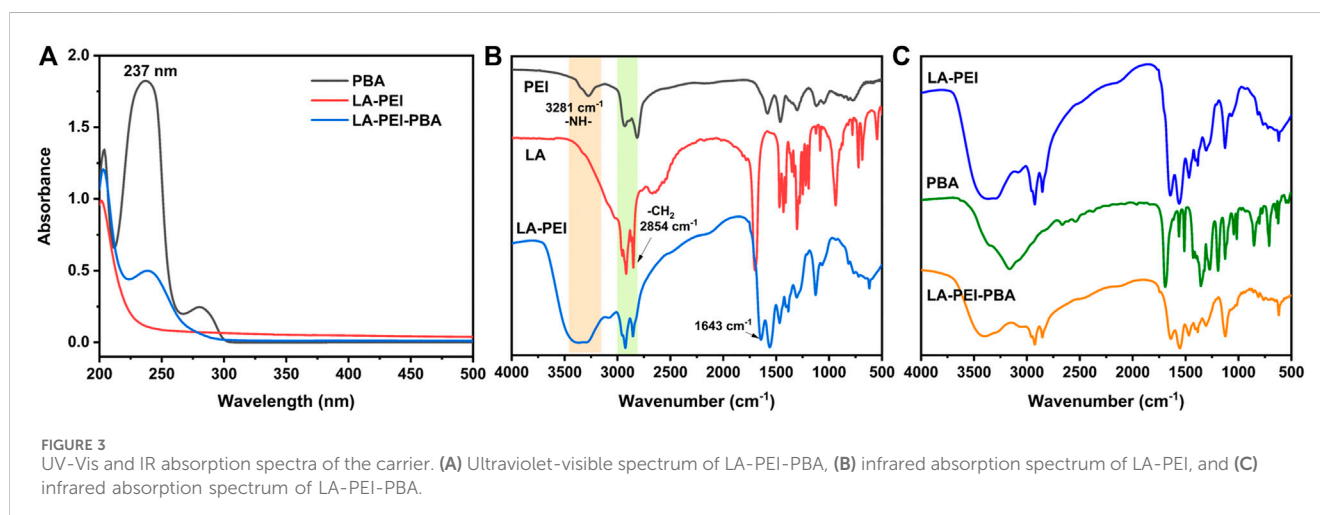 A
237 nm
PBA
LA-PEI
LA-PEI-PBA
2.0
1.5
1.0
0.5
0.0
Absorbance
200 250 300 350 400 450 500
Wavelength (nm)
B
PEI
3281 cm⁻¹
-NH-
LA
-CH₂
2854 cm⁻¹
LA-PEI
1643 cm⁻¹
4000 3500 3000 2500 2000 1500 1000 500
Wavenumber (cm⁻¹)
C
LA-PEI
PBA
LA-PEI-PBA
4000 3500 3000 2500 2000 1500 1000 500
Wavenumber (cm⁻¹)
FIGURE 3
UV-Vis and IR absorption spectra of the carrier. (A) Ultraviolet-visible spectrum of LA-PEI-PBA, (B) infrared absorption spectrum of LA-PEI, and (C)
infrared absorption spectrum of LA-PEI-PBA.